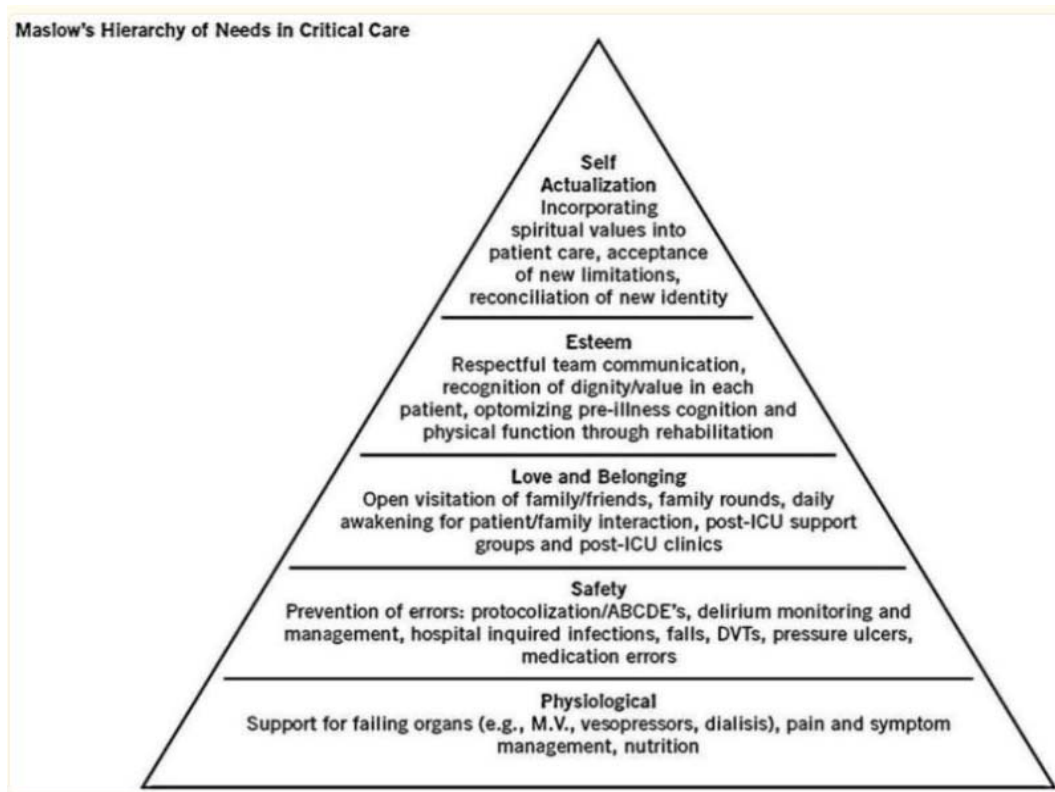 Maslow's Hierarchy of Needs in Critical Care
Self
Actualization
Incorporating
spiritual values into
patient care, acceptance
of new limitations,
reconciliation of new identity
Esteem
Respectful team communication,
recognition of dignity/value in each
patient, optomizing pre-illness cognition and
physical function through rehabilitation
Love and Belonging
Open visitation of family/friends, family rounds, daily
awakening for patient/family interaction, post-ICU support
groups and post-ICU clinics
Safety
Prevention of errors: protocolization/ABCDE's, delirium monitoring and
management, hospital inquired infections, falls, DVTs, pressure ulcers,
medication errors
Physiological
Support for failing organs (e.g., M.V., vesopressors, dialisis), pain and symptom
management, nutrition